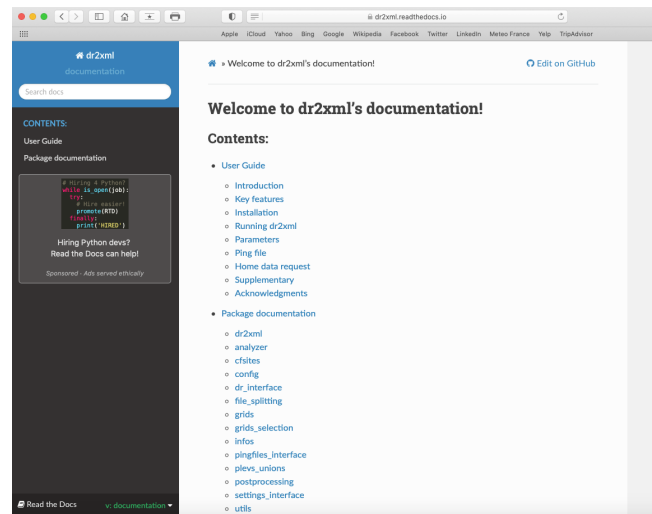 dr2xml.readthedocs.io
Apple iCloud Yahoo Bing Google Wikipedia Facebook Twitter LinkedIn Meteo France Yelp TripAdvisor
dr2xml
documentation
Search docs
CONTENTS:
User Guide
Package documentation
# Hiring 4 Python?
while is_open(job):
try:
# Hire easier!
promote(RTD)
finally:
print('HIRED')
Hiring Python devs?
Read the Docs can help!
Sponsored · Ads served ethically
Read the Docs v: documentation
» Welcome to dr2xml's documentation! Edit on GitHub
Welcome to dr2xml's documentation!
Contents:
• User Guide
◦ Introduction
◦ Key features
◦ Installation
◦ Running dr2xml
◦ Parameters
◦ Ping file
◦ Home data request
◦ Supplementary
◦ Acknowledgments
• Package documentation
◦ dr2xml
◦ analyzer
◦ cfsites
◦ config
◦ dr_interface
◦ file_splitting
◦ grids
◦ grids_selection
◦ infos
◦ pingfiles_interface
◦ plevs_unions
◦ postprocessing
◦ settings_interface
◦ utils